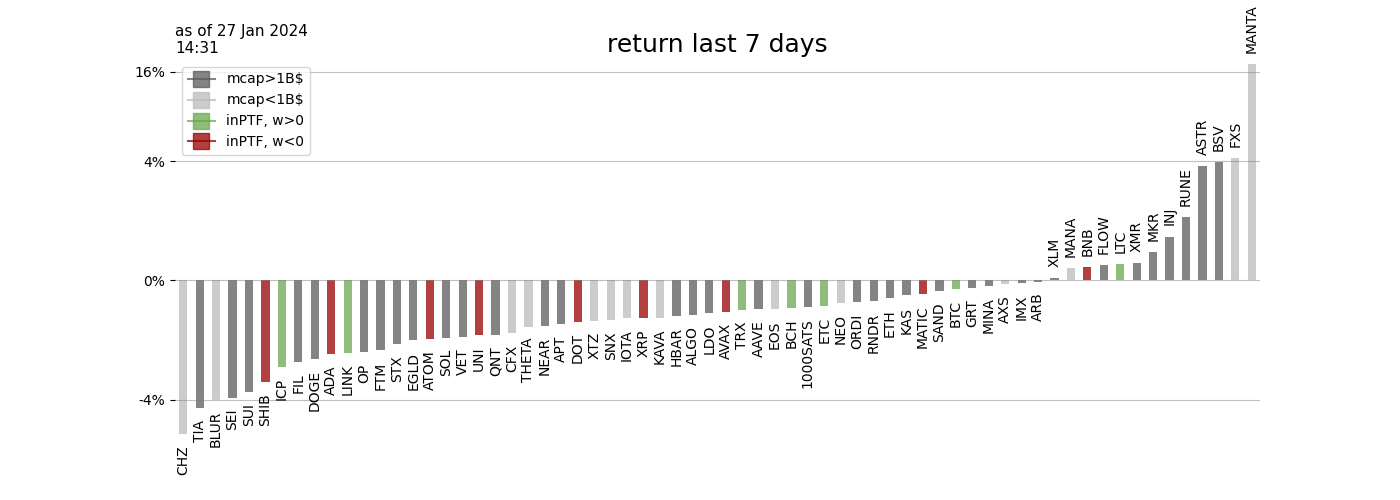 as of 27 Jan 2024
14:31
return last 7 days
mcap>1B$
mcap<1B$
inPTF, w>0
inPTF, w<0
16%
4%
0%
-4%
CHZ
TIA
BLUR
SEI
SUI
SHIB
ICP
FIL
DOGE
ADA
LINK
OP
FTM
STX
EGLD
ATOM
SOL
VET
UNI
QNT
CFX
THETA
NEAR
APT
DOT
XTZ
SNX
IOTA
XRP
KAVA
HBAR
ALGO
LDO
AVAX
TRX
AAVE
EOS
BCH
1000SATS
ETC
NEO
ORDI
RNDR
ETH
KAS
MATIC
SAND
BTC
GRT
MINA
AXS
IMX
ARB
XLM
MANA
BNB
FLOW
LTC
XMR
MKR
INJ
RUNE
ASTR
BSV
FXS
MANTA